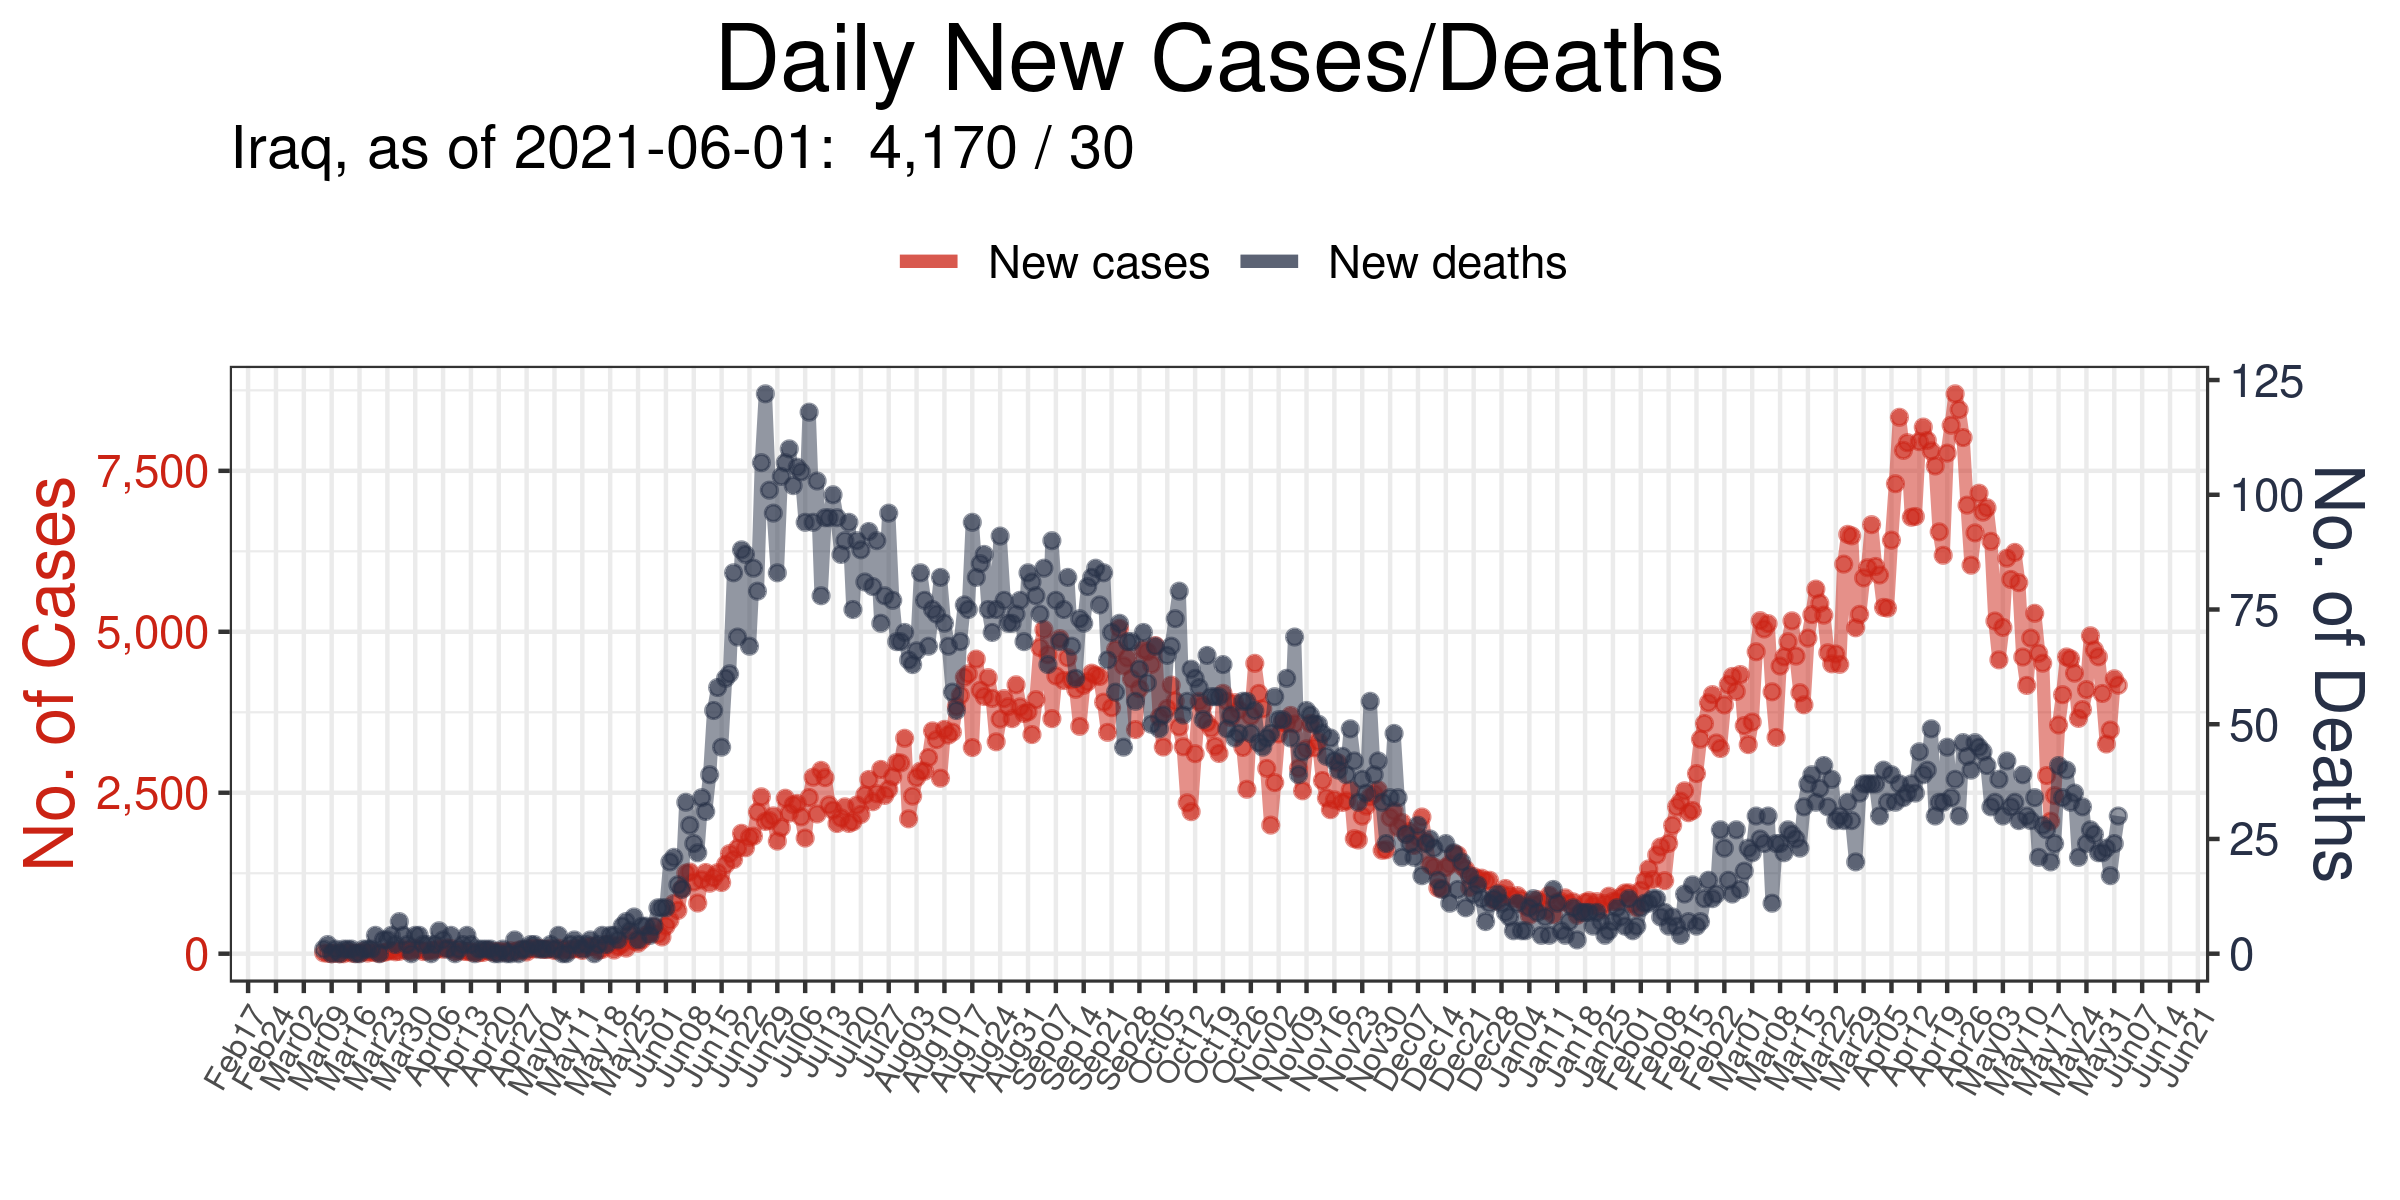 Daily New Cases/Deaths
Iraq, as of 2021-06-01:  4,170 / 30
New cases
New deaths
No. of Cases
7,500
5,000
2,500
0
125
100
75
50
25
0
No. of Deaths
Feb17
Feb24
Mar02
Mar09
Mar16
Mar23
Mar30
Apr06
Apr13
Apr20
Apr27
May04
May11
May18
May25
Jun01
Jun08
Jun15
Jun22
Jun29
Jul06
Jul13
Jul20
Jul27
Aug03
Aug10
Aug17
Aug24
Aug31
Sep07
Sep14
Sep21
Sep28
Oct05
Oct12
Oct19
Oct26
Nov02
Nov09
Nov16
Nov23
Nov30
Dec07
Dec14
Dec21
Dec28
Jan04
Jan11
Jan18
Jan25
Feb01
Feb08
Feb15
Feb22
Mar01
Mar08
Mar15
Mar22
Mar29
Apr05
Apr12
Apr19
Apr26
May03
May10
May17
May24
May31
Jun07
Jun14
Jun21